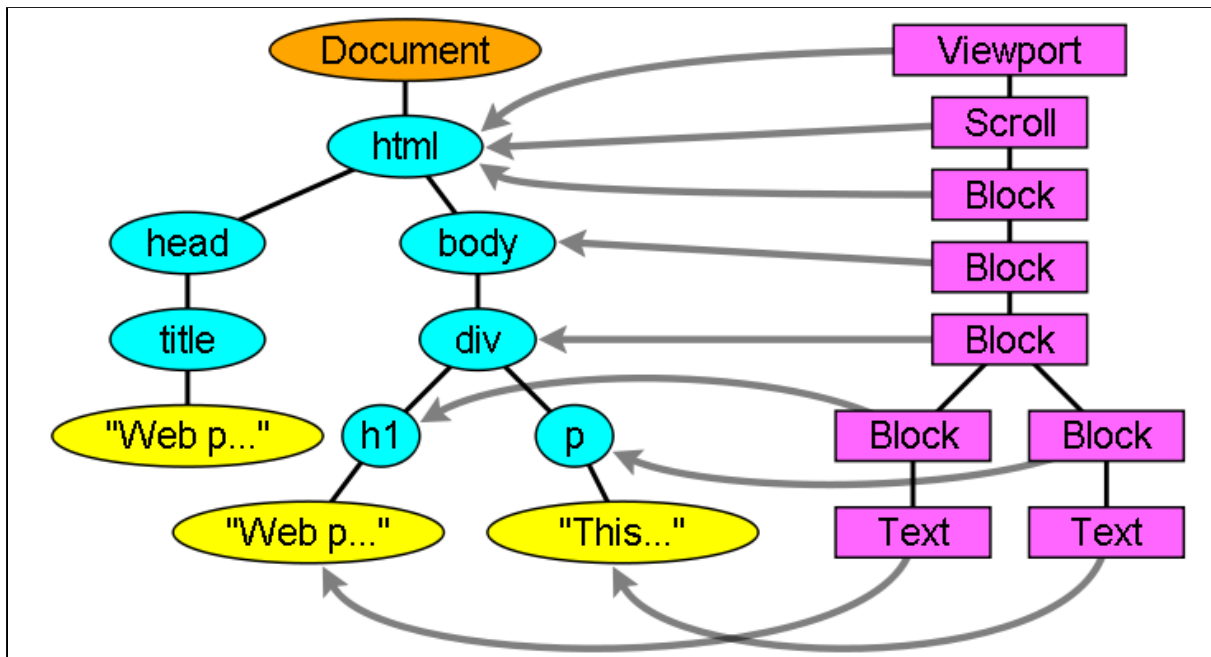 Document
Viewport
html
Scroll
Block
head
body
Block
title
div
Block
"Web p..."
h1
p
Block
Block
"Web p..."
"This..."
Text
Text